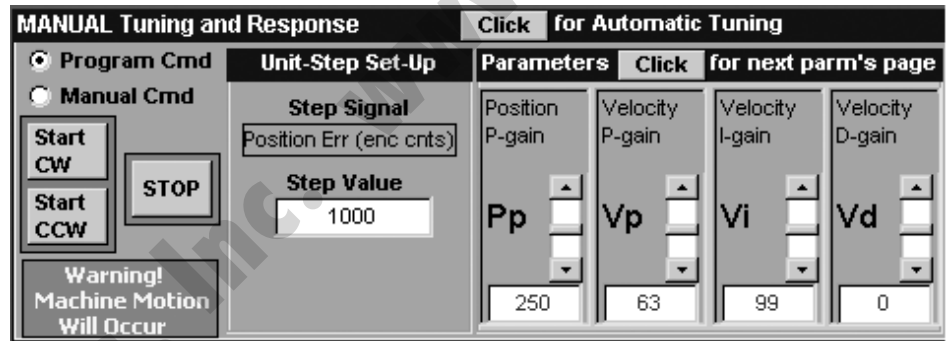 MANUAL Tuning and Response
Click for Automatic Tuning
Program Cmd
Manual Cmd
Start CW
Start CCW
STOP
Warning!
Machine Motion
Will Occur
Unit-Step Set-Up
Step Signal
Position Err (enc cnts)
Step Value
1000
Parameters Click for next parm's page
Position
P-gain
Pp
250
Velocity
P-gain
Vp
63
Velocity
I-gain
Vi
99
Velocity
D-gain
Vd
0
Inc.
www